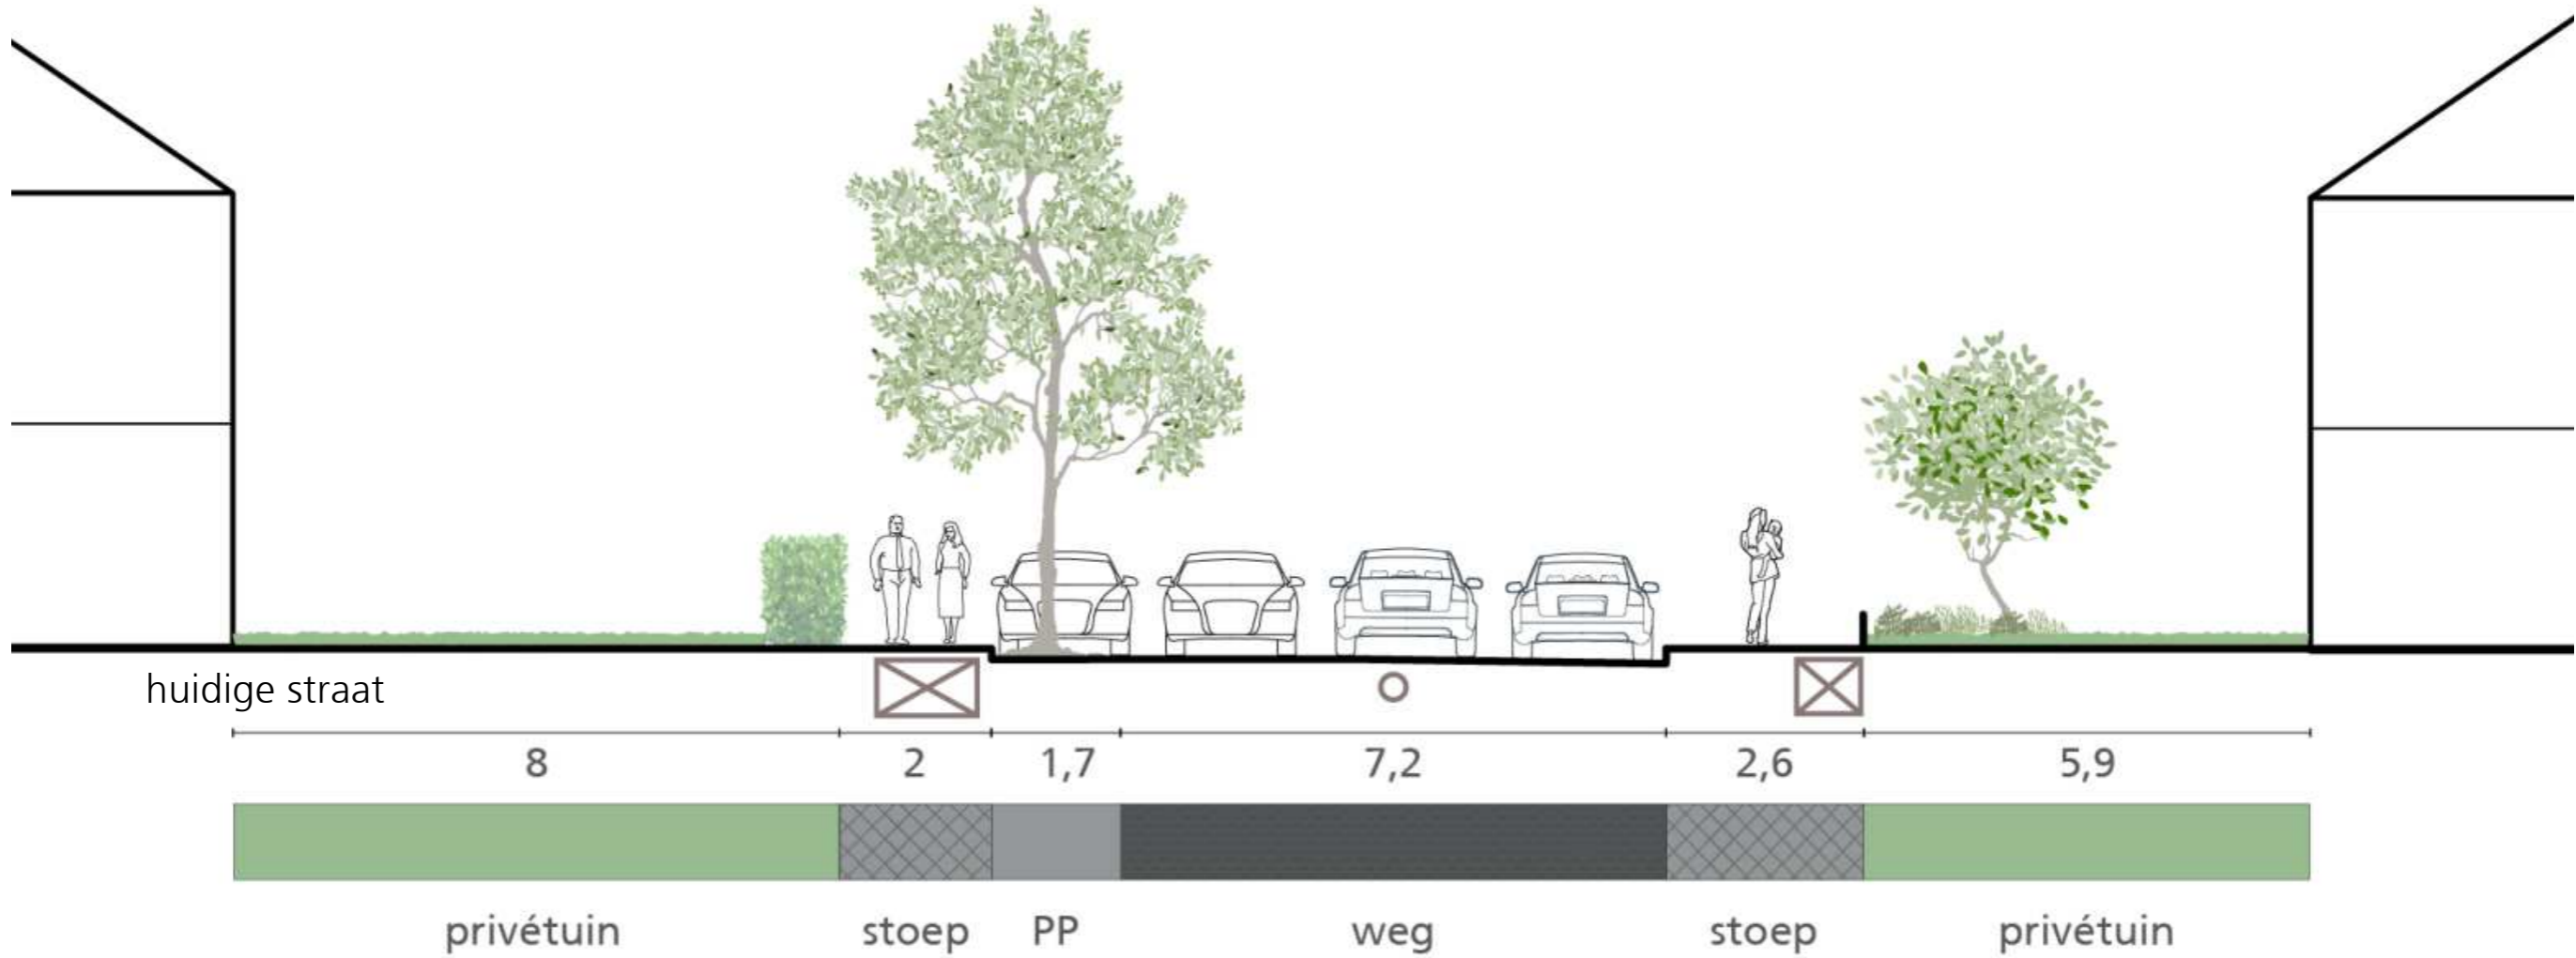 huidige straat
8 2 1,7 7,2 2,6 5,9
privétuin stoep PP weg stoep privétuin